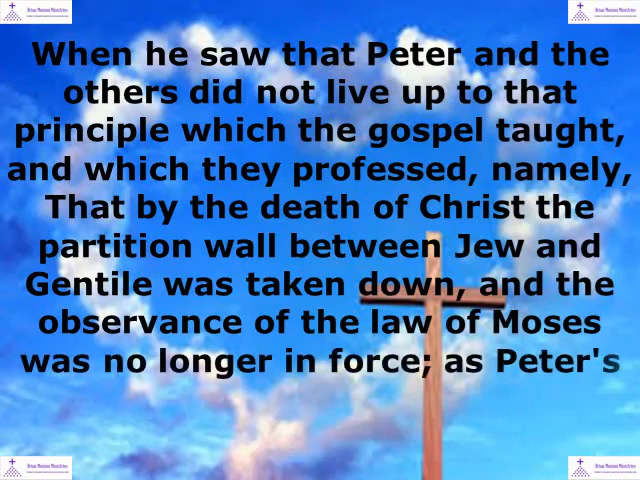 When he saw that Peter and the
others did not live up to that
principle which the gospel taught,
and which they professed, namely,
That by the death of Christ the
partition wall between Jew and
Gentile was taken down, and the
observance of the law of Moses
was no longer in force; as Peter's